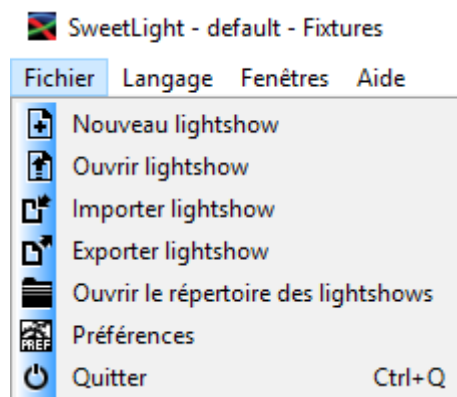 SweetLight - default - Fixtures
Fichier Langage Fenêtres Aide
Nouveau lightshow
Ouvrir lightshow
Importer lightshow
Exporter lightshow
Ouvrir le répertoire des lightshows
PREF Préférences
Quitter Ctrl+Q